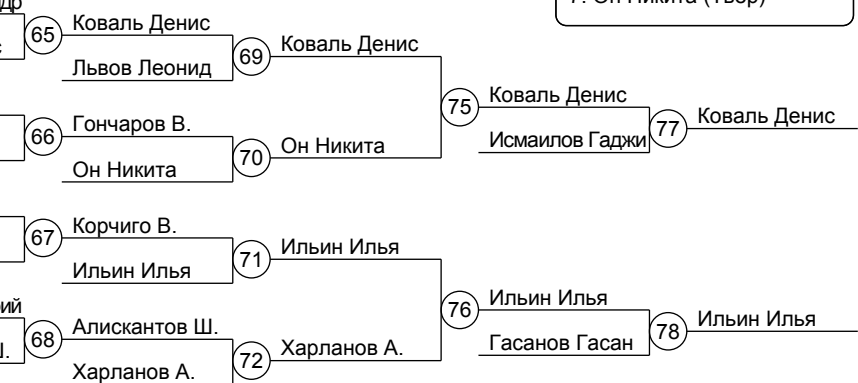 65
Коваль Денис
Львов Леонид
69
Коваль Денис
66
Гончаров В.
Он Никита
70
Он Никита
75
Коваль Денис
Исмаилов Гаджи
77
Коваль Денис
67
Корчиго В.
Ильин Илья
71
Ильин Илья
68
Алискантов Ш.
Харланов А.
72
Харланов А.
76
Ильин Илья
Гасанов Гасан
78
Ильин Илья